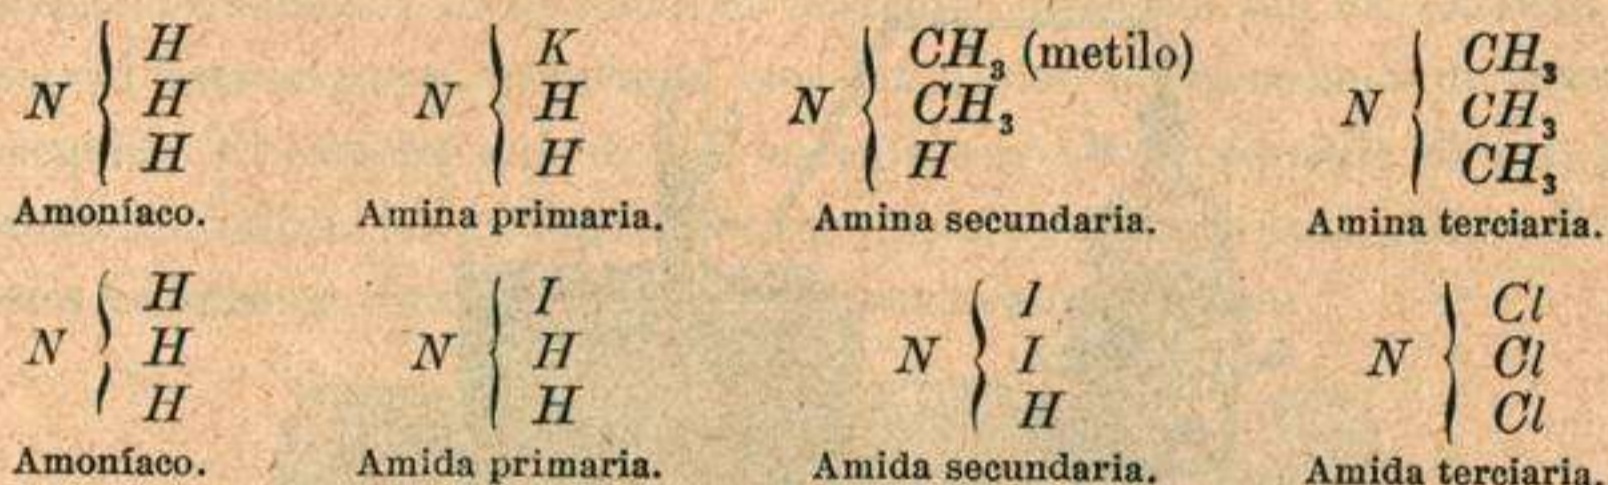 H K CH₃ (metilo) CH₃
N { H N { H N { CH₃ N { CH₃
H H H CH₃
Amoníaco. Amina primaria. Amina secundaria. Amina terciaria.
H I I Cl
N { H N { H N { I N { Cl
H H H Cl
Amoníaco. Amida primaria. Amida secundaria. Amida terciaria.